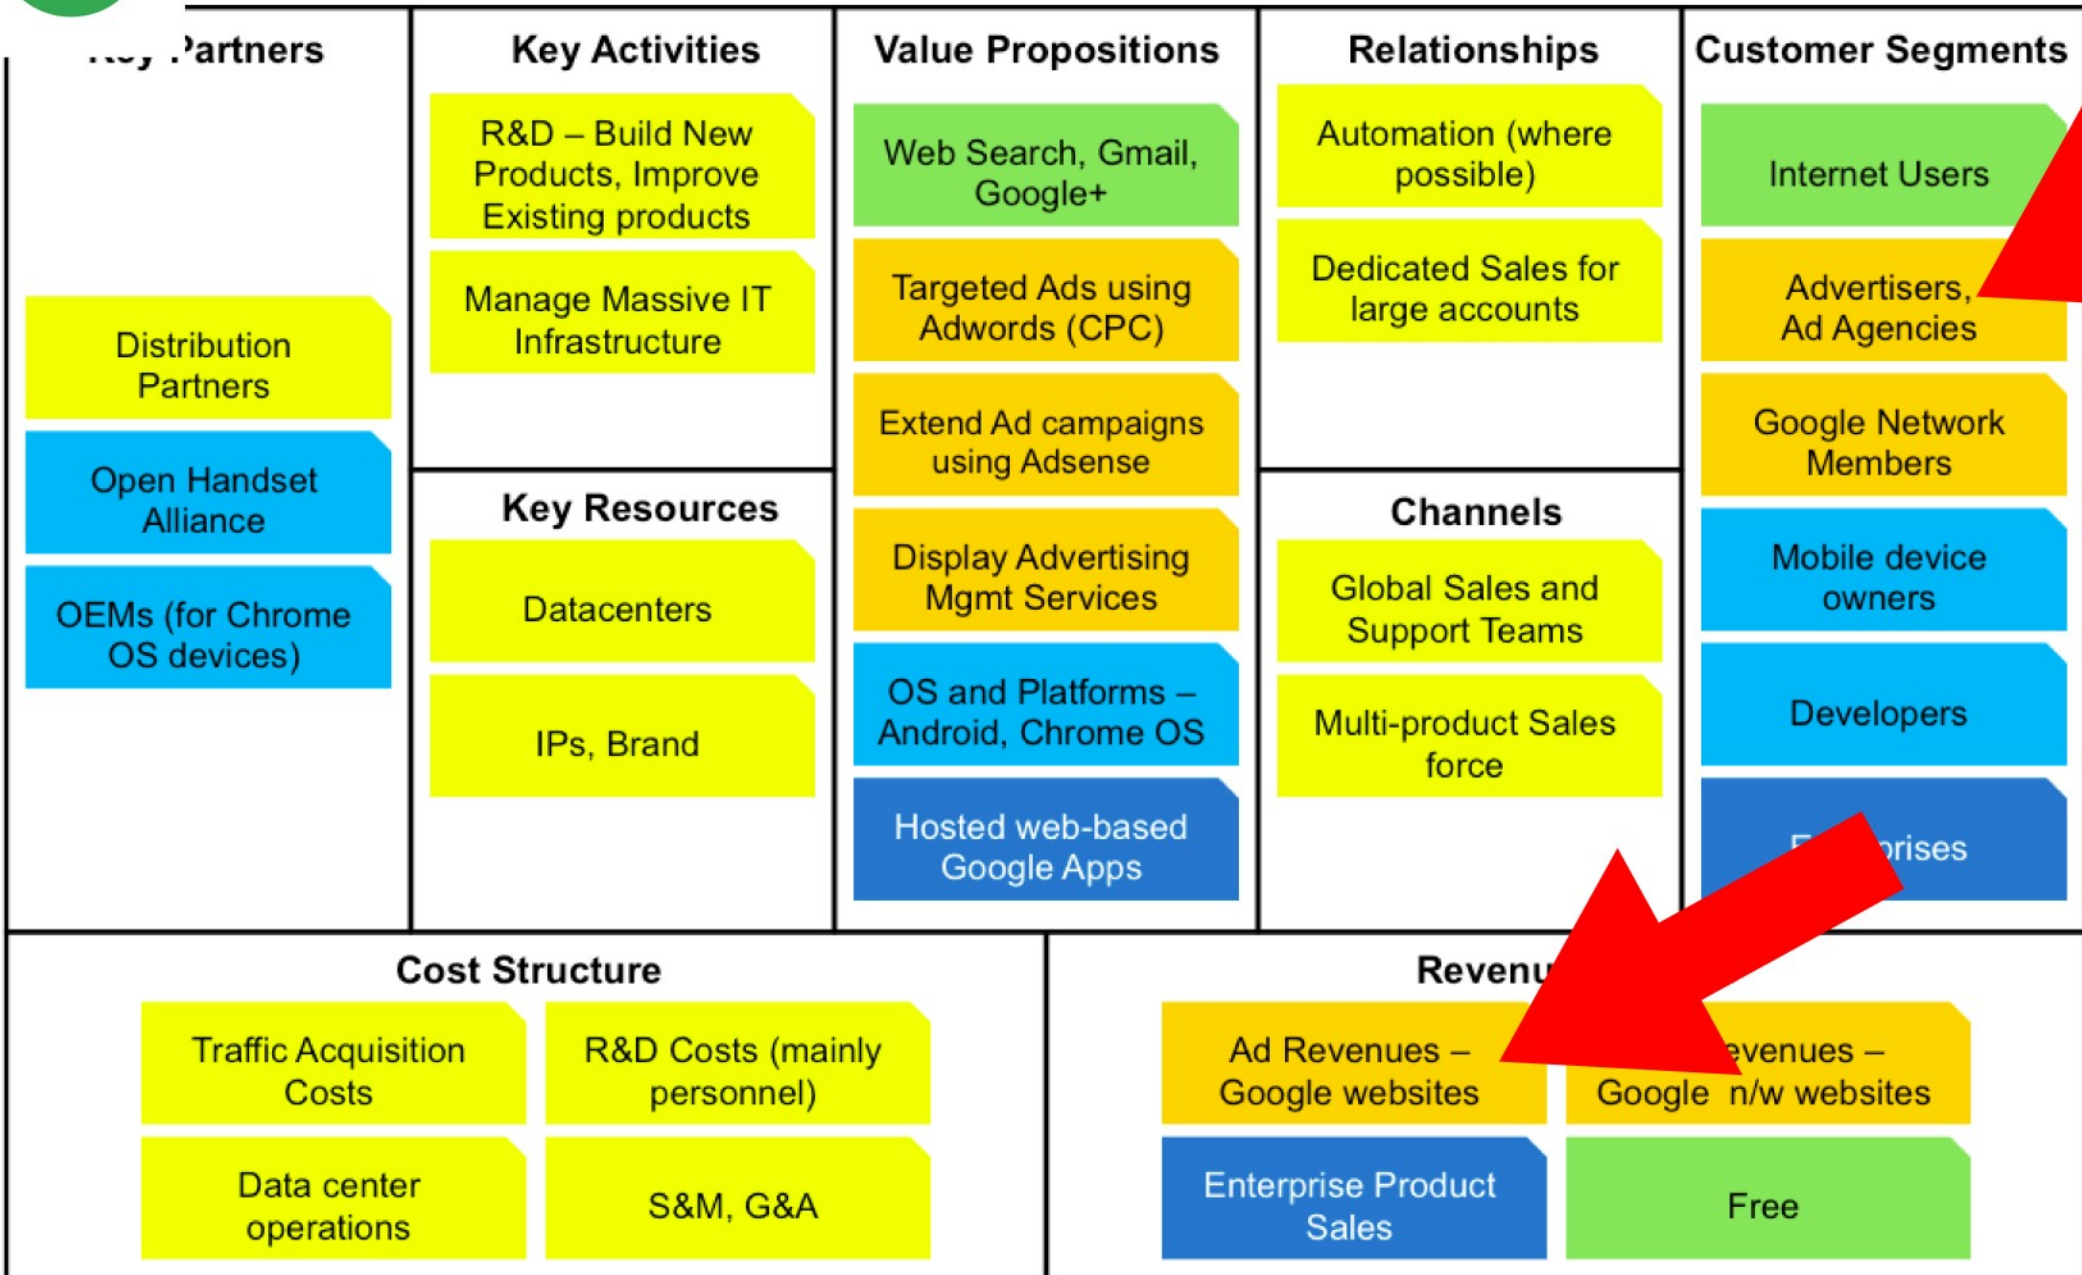 Partners
Distribution
Partners
Open Handset
Alliance
OEMs (for Chrome
OS devices)
Key Activities
R&D – Build New
Products, Improve
Existing products
Manage Massive IT
Infrastructure
Key Resources
Datacenters
IPs, Brand
Value Propositions
Web Search, Gmail,
Google+
Targeted Ads using
Adwords (CPC)
Extend Ad campaigns
using Adsense
Display Advertising
Mgmt Services
OS and Platforms –
Android, Chrome OS
Hosted web-based
Google Apps
Relationships
Automation (where
possible)
Dedicated Sales for
large accounts
Channels
Global Sales and
Support Teams
Multi-product Sales
force
Customer Segments
Internet Users
Advertisers,
Ad Agencies
Google Network
Members
Mobile device
owners
Developers
Cost Structure
Traffic Acquisition
Costs
R&D Costs (mainly
personnel)
Data center
operations
S&M, G&A
Ad Revenues –
Google websites
Google n/w websites
Enterprise Product
Sales
Free